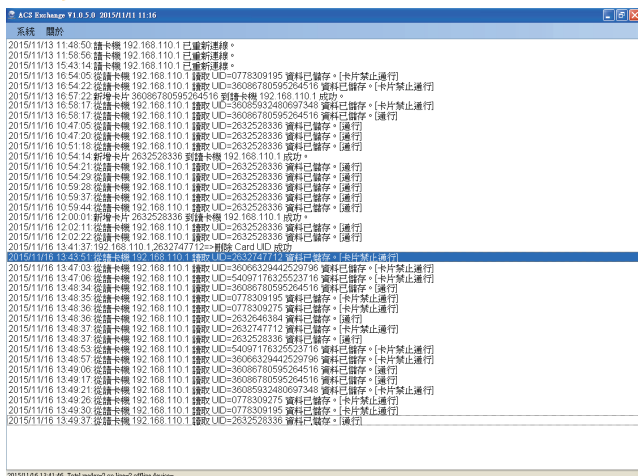 ACS Exchange V1.0.5.0 2015/11/11 11:16
系統 關於
2015/11/13 11:48:50:讀卡機 192.168.110.1 已重新連線。
2015/11/13 11:58:56:讀卡機 192.168.110.1 已重新連線。
2015/11/13 15:43:14:讀卡機 192.168.110.1 已重新連線。
2015/11/13 16:54:05:從讀卡機 192.168.110.1 讀取 UID=0778309195 資料已儲存。[卡片禁止通行]
2015/11/13 16:54:22:從讀卡機 192.168.110.1 讀取 UID=36086780595264516 資料已儲存。[卡片禁止通行]
2015/11/13 16:57:22:新增卡片 36086780595264516 到讀卡機 192.168.110.1 成功。
2015/11/13 16:58:17:從讀卡機 192.168.110.1 讀取 UID=36085932480697348 資料已儲存。[卡片禁止通行]
2015/11/13 16:58:17:從讀卡機 192.168.110.1 讀取 UID=36086780595264516 資料已儲存。[通行]
2015/11/16 10:47:05:從讀卡機 192.168.110.1 讀取 UID=2632528336 資料已儲存。[通行]
2015/11/16 10:47:20:從讀卡機 192.168.110.1 讀取 UID=2632528336 資料已儲存。[通行]
2015/11/16 10:51:18:從讀卡機 192.168.110.1 讀取 UID=2632528336 資料已儲存。[通行]
2015/11/16 10:54:14:新增卡片 2632528336 到讀卡機 192.168.110.1 成功。
2015/11/16 10:54:21:從讀卡機 192.168.110.1 讀取 UID=2632528336 資料已儲存。[通行]
2015/11/16 10:54:29:從讀卡機 192.168.110.1 讀取 UID=2632528336 資料已儲存。[通行]
2015/11/16 10:59:28:從讀卡機 192.168.110.1 讀取 UID=2632528336 資料已儲存。[通行]
2015/11/16 10:59:37:從讀卡機 192.168.110.1 讀取 UID=2632528336 資料已儲存。[通行]
2015/11/16 10:59:44:從讀卡機 192.168.110.1 讀取 UID=2632528336 資料已儲存。[通行]
2015/11/16 12:00:01:新增卡片 2632528336 到讀卡機 192.168.110.1 成功。
2015/11/16 12:02:11:從讀卡機 192.168.110.1 讀取 UID=2632528336 資料已儲存。[通行]
2015/11/16 12:02:22:從讀卡機 192.168.110.1 讀取 UID=2632528336 資料已儲存。[通行]
2015/11/16 13:41:37:192.168.110.1,2632747712=>刪除 Card UID 成功
2015/11/16 13:43:51:從讀卡機 192.168.110.1 讀取 UID=2632747712 資料已儲存。[卡片禁止通行]
2015/11/16 13:47:03:從讀卡機 192.168.110.1 讀取 UID=36066329442529796 資料已儲存。[卡片禁止通行]
2015/11/16 13:47:06:從讀卡機 192.168.110.1 讀取 UID=54097176325523716 資料已儲存。[卡片禁止通行]
2015/11/16 13:48:34:從讀卡機 192.168.110.1 讀取 UID=36086780595264516 資料已儲存。[通行]
2015/11/16 13:48:35:從讀卡機 192.168.110.1 讀取 UID=0778309195 資料已儲存。[卡片禁止通行]
2015/11/16 13:48:36:從讀卡機 192.168.110.1 讀取 UID=0778309275 資料已儲存。[卡片禁止通行]
2015/11/16 13:48:36:從讀卡機 192.168.110.1 讀取 UID=2632646384 資料已儲存。[通行]
2015/11/16 13:48:37:從讀卡機 192.168.110.1 讀取 UID=2632747712 資料已儲存。[卡片禁止通行]
2015/11/16 13:48:37:從讀卡機 192.168.110.1 讀取 UID=2632528336 資料已儲存。[通行]
2015/11/16 13:48:53:從讀卡機 192.168.110.1 讀取 UID=54097176325523716 資料已儲存。[卡片禁止通行]
2015/11/16 13:48:57:從讀卡機 192.168.110.1 讀取 UID=36066329442529796 資料已儲存。[卡片禁止通行]
2015/11/16 13:49:06:從讀卡機 192.168.110.1 讀取 UID=36086780595264516 資料已儲存。[通行]
2015/11/16 13:49:17:從讀卡機 192.168.110.1 讀取 UID=36086780595264516 資料已儲存。[通行]
2015/11/16 13:49:21:從讀卡機 192.168.110.1 讀取 UID=36085932480697348 資料已儲存。[卡片禁止通行]
2015/11/16 13:49:26:從讀卡機 192.168.110.1 讀取 UID=0778309275 資料已儲存。[卡片禁止通行]
2015/11/16 13:49:30:從讀卡機 192.168.110.1 讀取 UID=0778309195 資料已儲存。[卡片禁止通行]
2015/11/16 13:49:37:從讀卡機 192.168.110.1 讀取 UID=2632528336 資料已儲存。[通行]